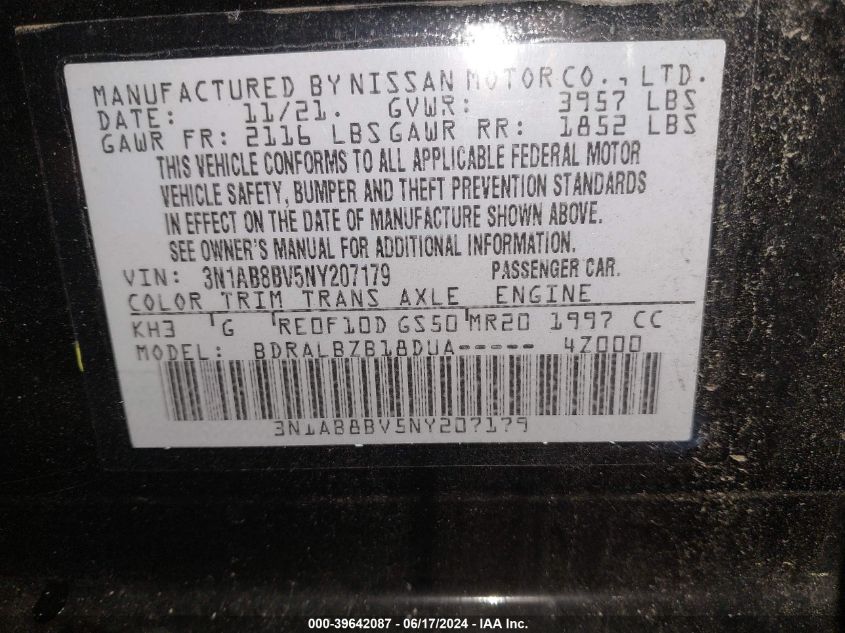 MANUFACTURED BY NISSAN MOTOR CO., LTD.
DATE: 11/21. GVWR: 3957 LBS
GAWR FR: 2116 LBS GAWR RR: 1852 LBS
THIS VEHICLE CONFORMS TO ALL APPLICABLE FEDERAL MOTOR
VEHICLE SAFETY, BUMPER AND THEFT PREVENTION STANDARDS
IN EFFECT ON THE DATE OF MANUFACTURE SHOWN ABOVE.
SEE OWNER'S MANUAL FOR ADDITIONAL INFORMATION.
VIN: 3N1AB8BV5NY207179 PASSENGER CAR.
COLOR TRIM TRANS AXLE ENGINE
KH3 G RE0F10D GS50 MR20 1997 CC
MODEL: BDRALBZB18DUA----- 4Z000
3N1AB8BV5NY207179
000-39642087 - 06/17/2024 - IAA Inc.